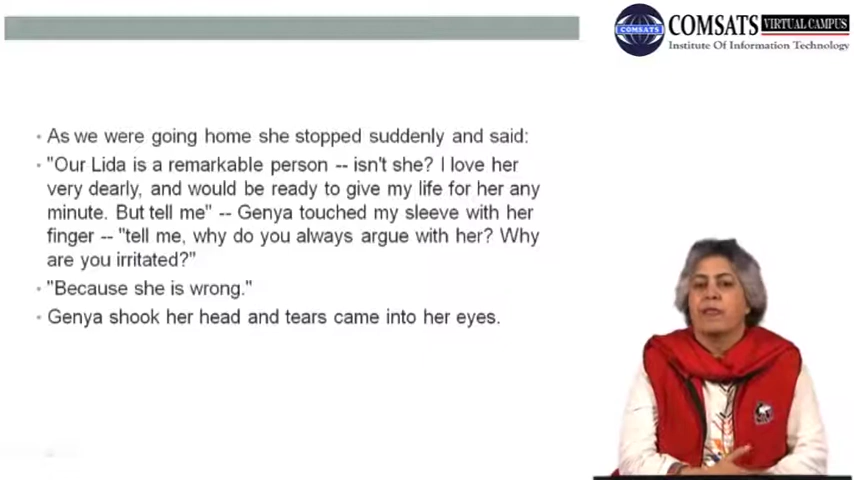 COMSATS VIRTUAL CAMPUS
COMSATS
Institute Of Information Technology
· As we were going home she stopped suddenly and said:
· "Our Lida is a remarkable person -- isn't she? I love her
very dearly, and would be ready to give my life for her any
minute. But tell me" -- Genya touched my sleeve with her
finger -- "tell me, why do you always argue with her? Why
are you irritated?"
· "Because she is wrong."
· Genya shook her head and tears came into her eyes.